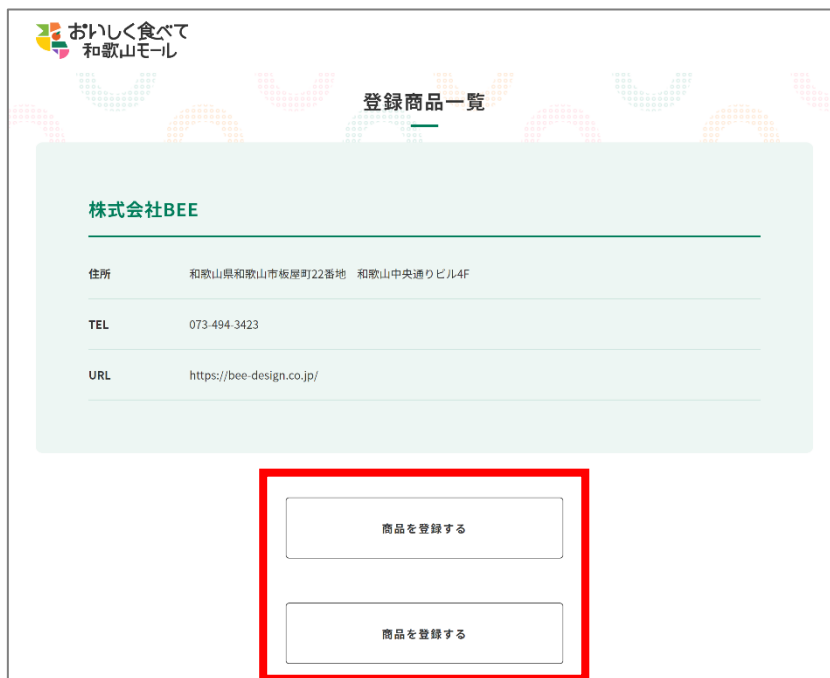 おいしく食べて
和歌山モール
登録商品一覧
株式会社BEE
住所 和歌山県和歌山市板屋町22番地 和歌山中央通りビル4F
TEL 073-494-3423
URL https://bee-design.co.jp/
商品を登録する
商品を登録する